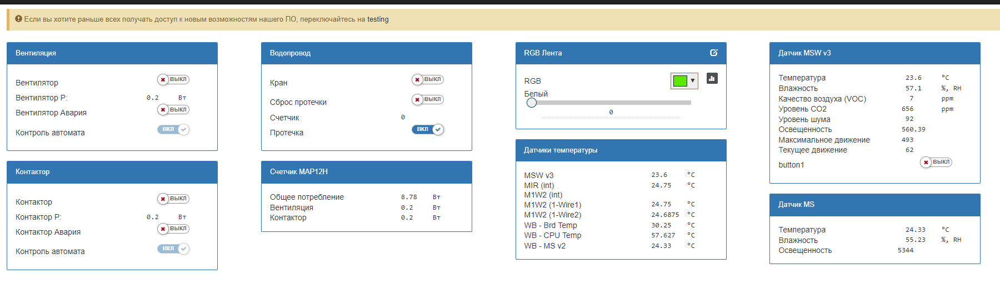 Если вы хотите раньше всех получать доступ к новым возможностям нашего ПО, переключайтесь на testing
Вентиляция
Вентилятор ВЫКЛ
Вентилятор P: 0.2 Вт
Вентилятор Авария ВЫКЛ
Контроль автомата ВКЛ
Контактор
Контактор ВЫКЛ
Контактор P: 0.2 Вт
Контактор Авария ВЫКЛ
Контроль автомата ВКЛ
Водопровод
Кран ВЫКЛ
Сброс протечки ВЫКЛ
Счетчик 0
Протечка ВКЛ
Счетчик MAP12H
Общее потребление 8.78 Вт
Вентиляция 0.2 Вт
Контактор 0.2 Вт
RGB Лента
RGB
Белый
0
Датчики температуры
MSW v3 23.6 °C
MIR (int) 24.75 °C
M1W2 (int)
M1W2 (1-Wire1) 24.75 °C
M1W2 (1-Wire2) 24.6875 °C
WB - Brd Temp 30.25 °C
WB - CPU Temp 57.627 °C
WB - MS v2 24.33 °C
Датчик MSW v3
Температура 23.6 °C
Влажность 57.1 %, RH
Качество воздуха (VOC) 7 ppm
Уровень CO2 656 ppm
Уровень шума 92
Освещенность 560.39
Максимальное движение 493
Текущее движение 62
button1 ВЫКЛ
Датчик MS
Температура 24.33 °C
Влажность 55.23 %, RH
Освещенность 5344